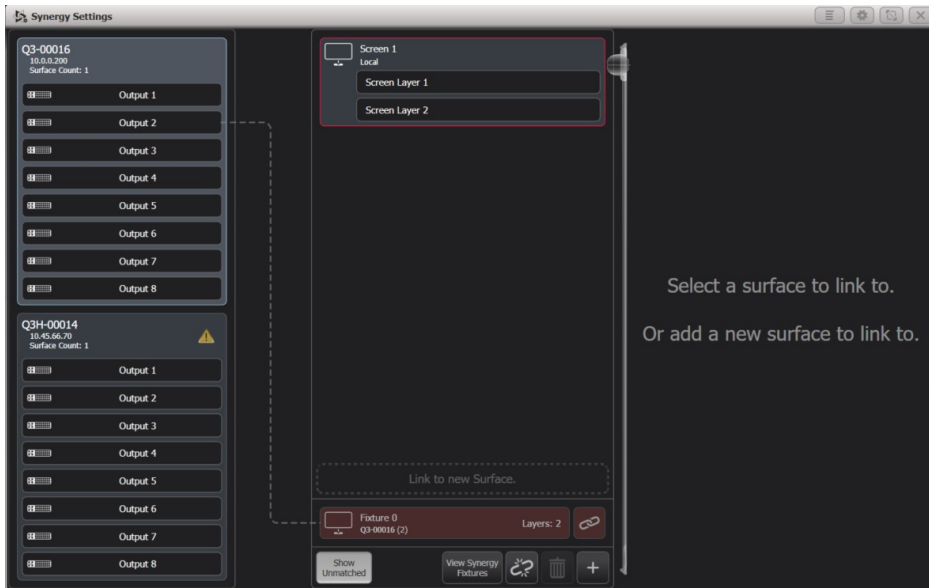 Synergy Settings
Q3-00016
10.0.0.200
Surface Count: 1
Output 1
Output 2
Output 3
Output 4
Output 5
Output 6
Output 7
Output 8
Q3H-00014
10.45.66.70
Surface Count: 1
Output 1
Output 2
Output 3
Output 4
Output 5
Output 6
Output 7
Output 8
Screen 1
Local
Screen Layer 1
Screen Layer 2
Link to new Surface.
Fixture 0
Q3-00016 (2)
Layers: 2
Show
Unmatched
View Synergy
Fixtures
Select a surface to link to.
Or add a new surface to link to.